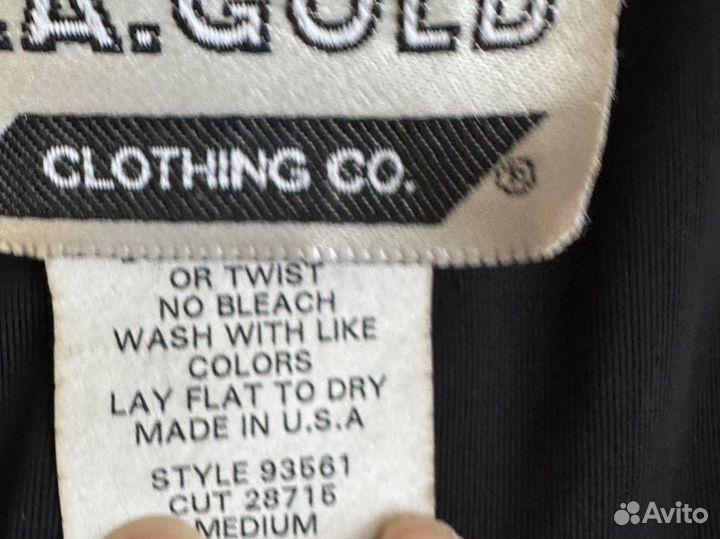 .A.GOLD
CLOTHING CO. ®
OR TWIST
NO BLEACH
WASH WITH LIKE
COLORS
LAY FLAT TO DRY
MADE IN U.S.A
STYLE 93561
CUT 28715
MEDIUM
Avito